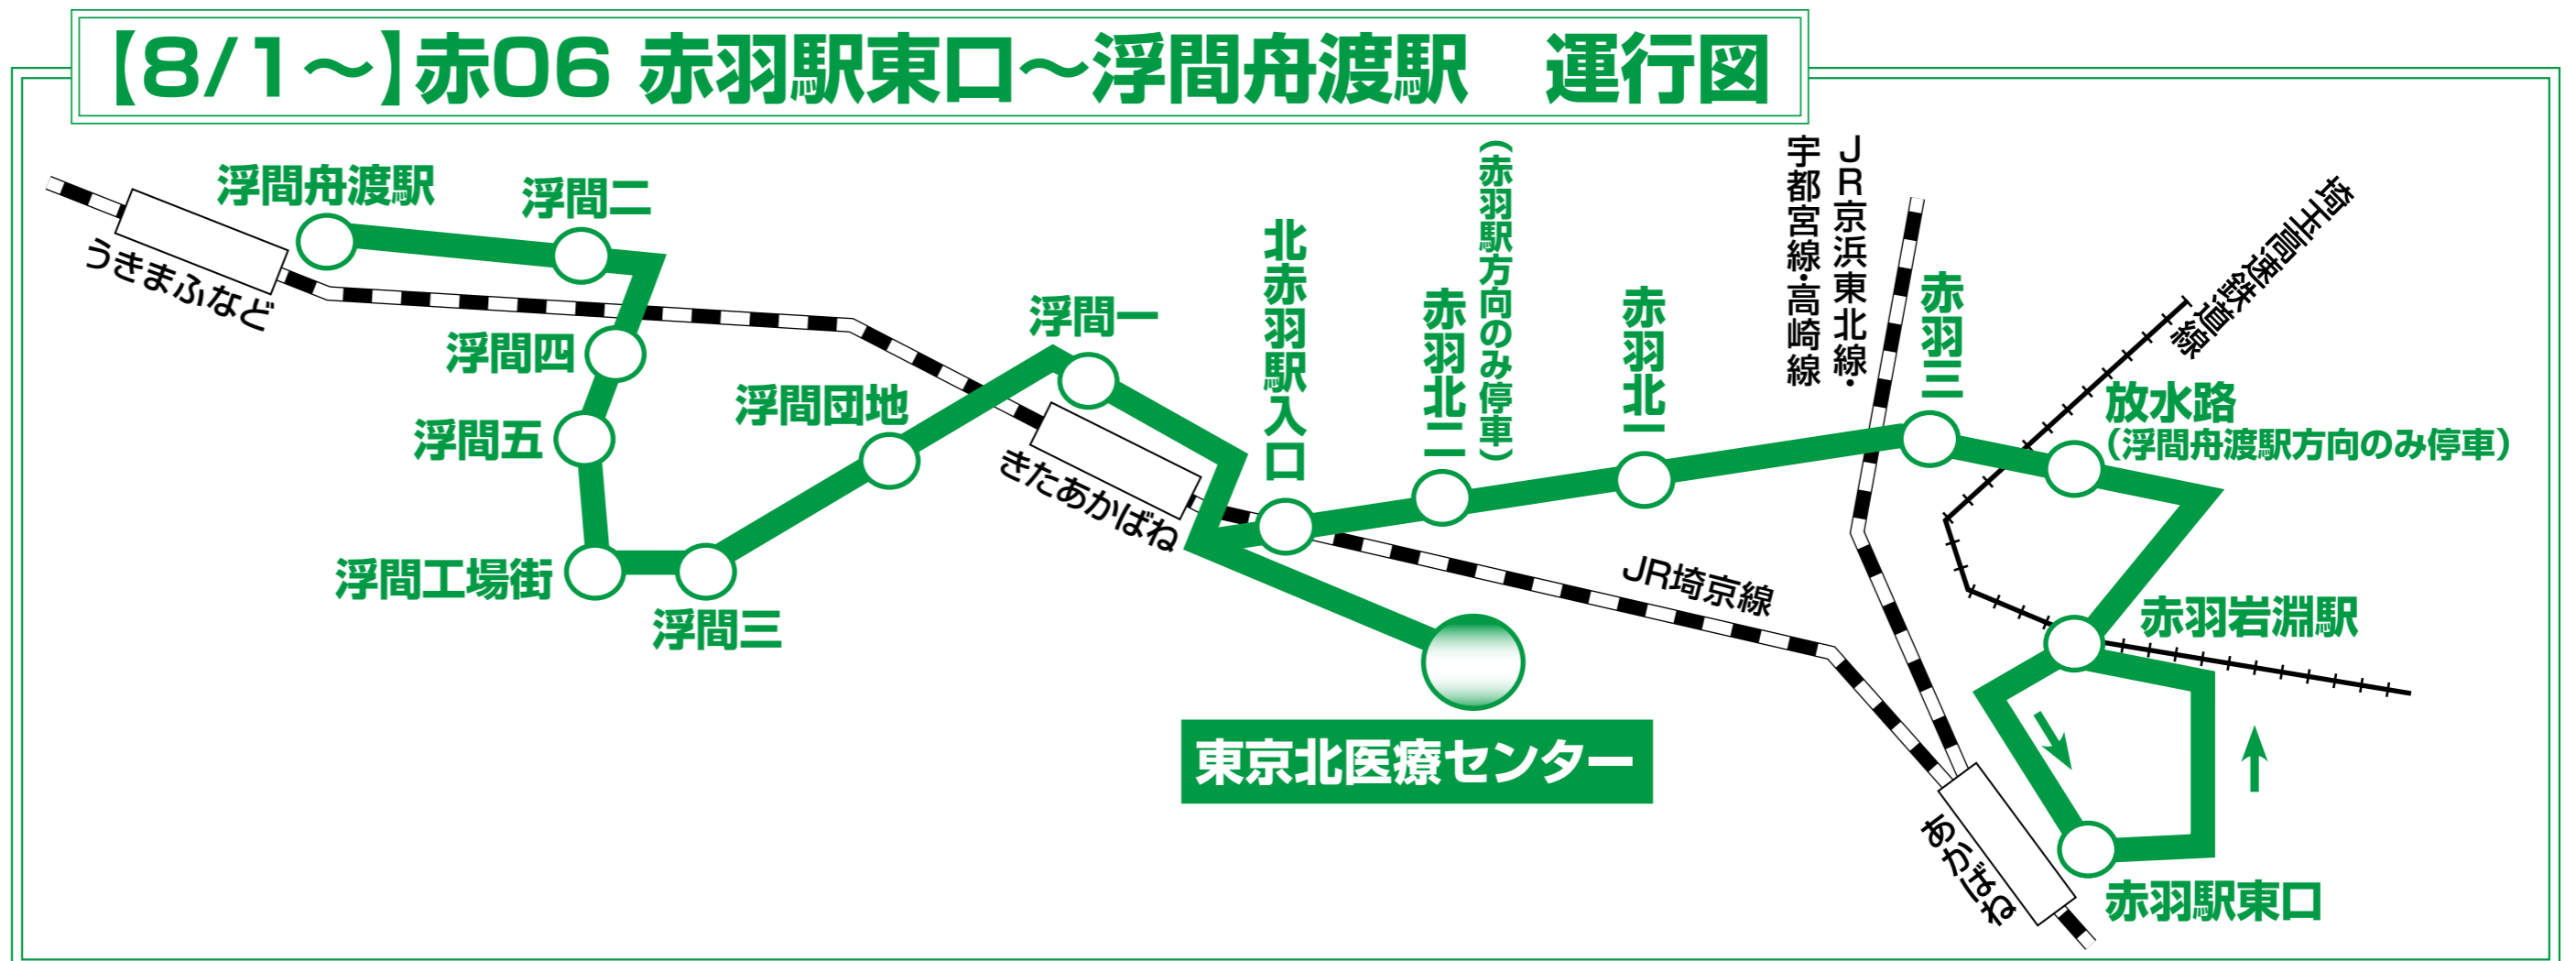 【8/1～】赤06 赤羽駅東口～浮間舟渡駅　運行図
浮間舟渡駅
浮間二
うきまふなど
浮間四
浮間五
浮間工場街
浮間三
浮間団地
浮間一
きたあかばね
北赤羽駅入口
赤羽北二
（赤羽駅方向のみ停車）
赤羽北一
JR京浜東北線・
宇都宮線・高崎線
赤羽三
埼玉高速鉄道線
放水路
（浮間舟渡駅方向のみ停車）
JR埼京線
赤羽岩淵駅
東京北医療センター
あかばね
赤羽駅東口